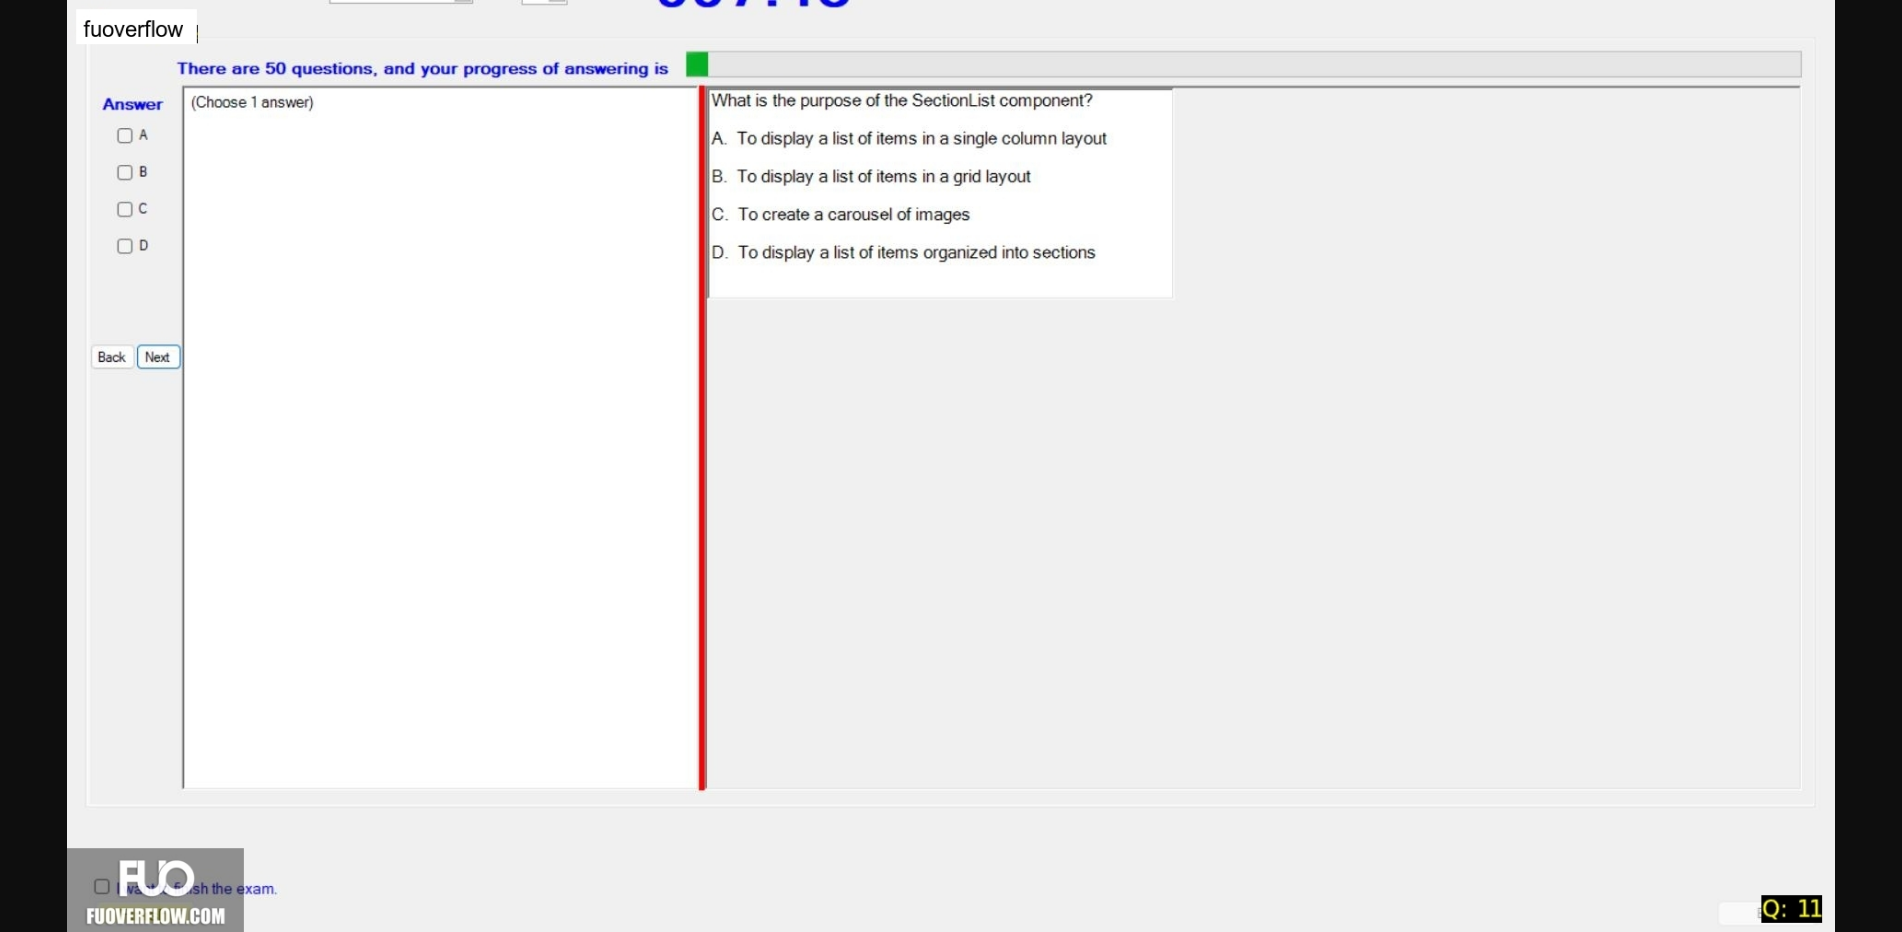 fuoverflow
There are 50 questions, and your progress of answering is
Answer
(Choose 1 answer)
A
B
C
D
Back
Next
What is the purpose of the SectionList component?
A. To display a list of items in a single column layout
B. To display a list of items in a grid layout
C. To create a carousel of images
D. To display a list of items organized into sections
FUO
the exam.
FUOVERFLOW.COM
Q: 11